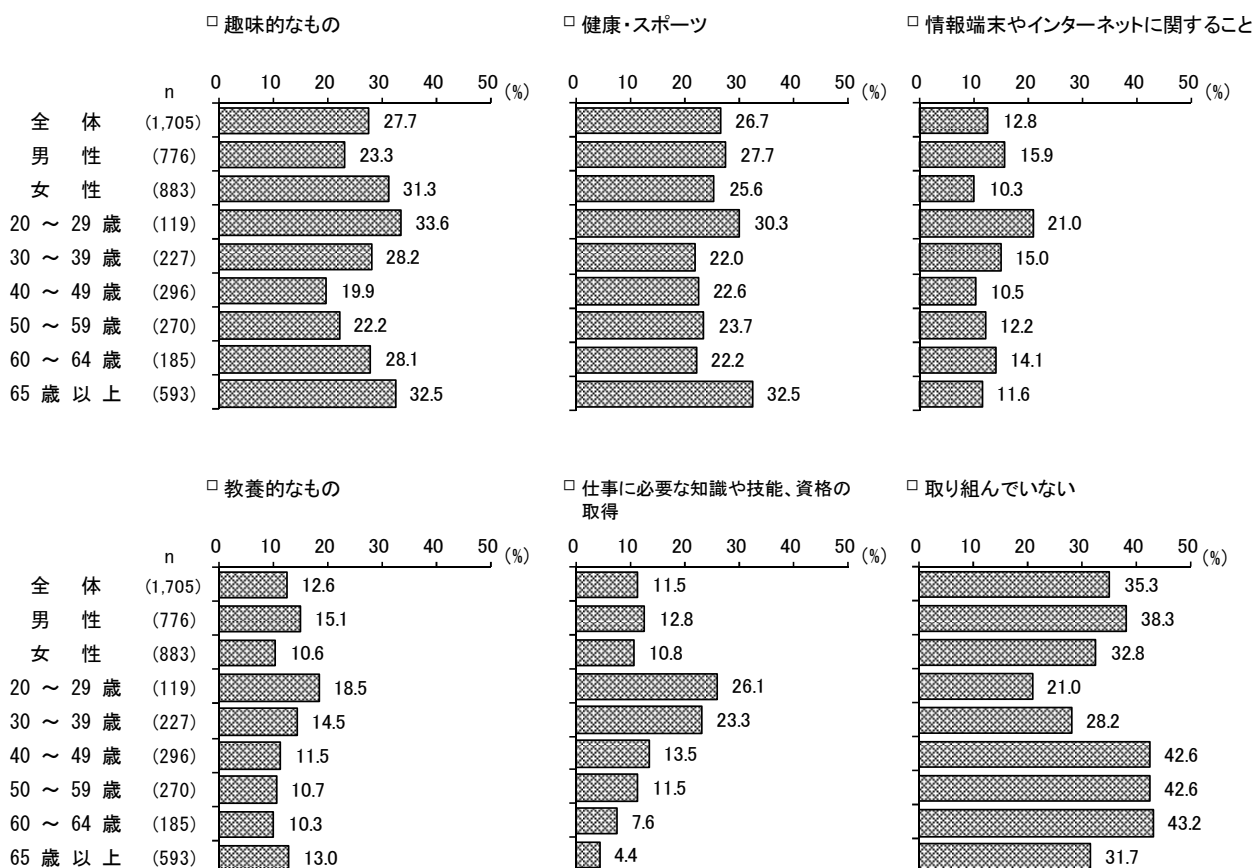 □ 趣味的なもの □ 健康・スポーツ □ 情報端末やインターネットに関すること
n 0 10 20 30 40 50 (%) 0 10 20 30 40 50 (%) 0 10 20 30 40 50 (%)
全 体 (1,705) 27.7 26.7 12.8
男 性 (776) 23.3 27.7 15.9
女 性 (883) 31.3 25.6 10.3
20 ～ 29 歳 (119) 33.6 30.3 21.0
30 ～ 39 歳 (227) 28.2 22.0 15.0
40 ～ 49 歳 (296) 19.9 22.6 10.5
50 ～ 59 歳 (270) 22.2 23.7 12.2
60 ～ 64 歳 (185) 28.1 22.2 14.1
65 歳 以 上 (593) 32.5 32.5 11.6
□ 教養的なもの □ 仕事に必要な知識や技能、資格の □ 取り組んでいない
取得
n 0 10 20 30 40 50 (%) 0 10 20 30 40 50 (%) 0 10 20 30 40 50 (%)
全 体 (1,705) 12.6 11.5 35.3
男 性 (776) 15.1 12.8 38.3
女 性 (883) 10.6 10.8 32.8
20 ～ 29 歳 (119) 18.5 26.1 21.0
30 ～ 39 歳 (227) 14.5 23.3 28.2
40 ～ 49 歳 (296) 11.5 13.5 42.6
50 ～ 59 歳 (270) 10.7 11.5 42.6
60 ～ 64 歳 (185) 10.3 7.6 43.2
65 歳 以 上 (593) 13.0 4.4 31.7